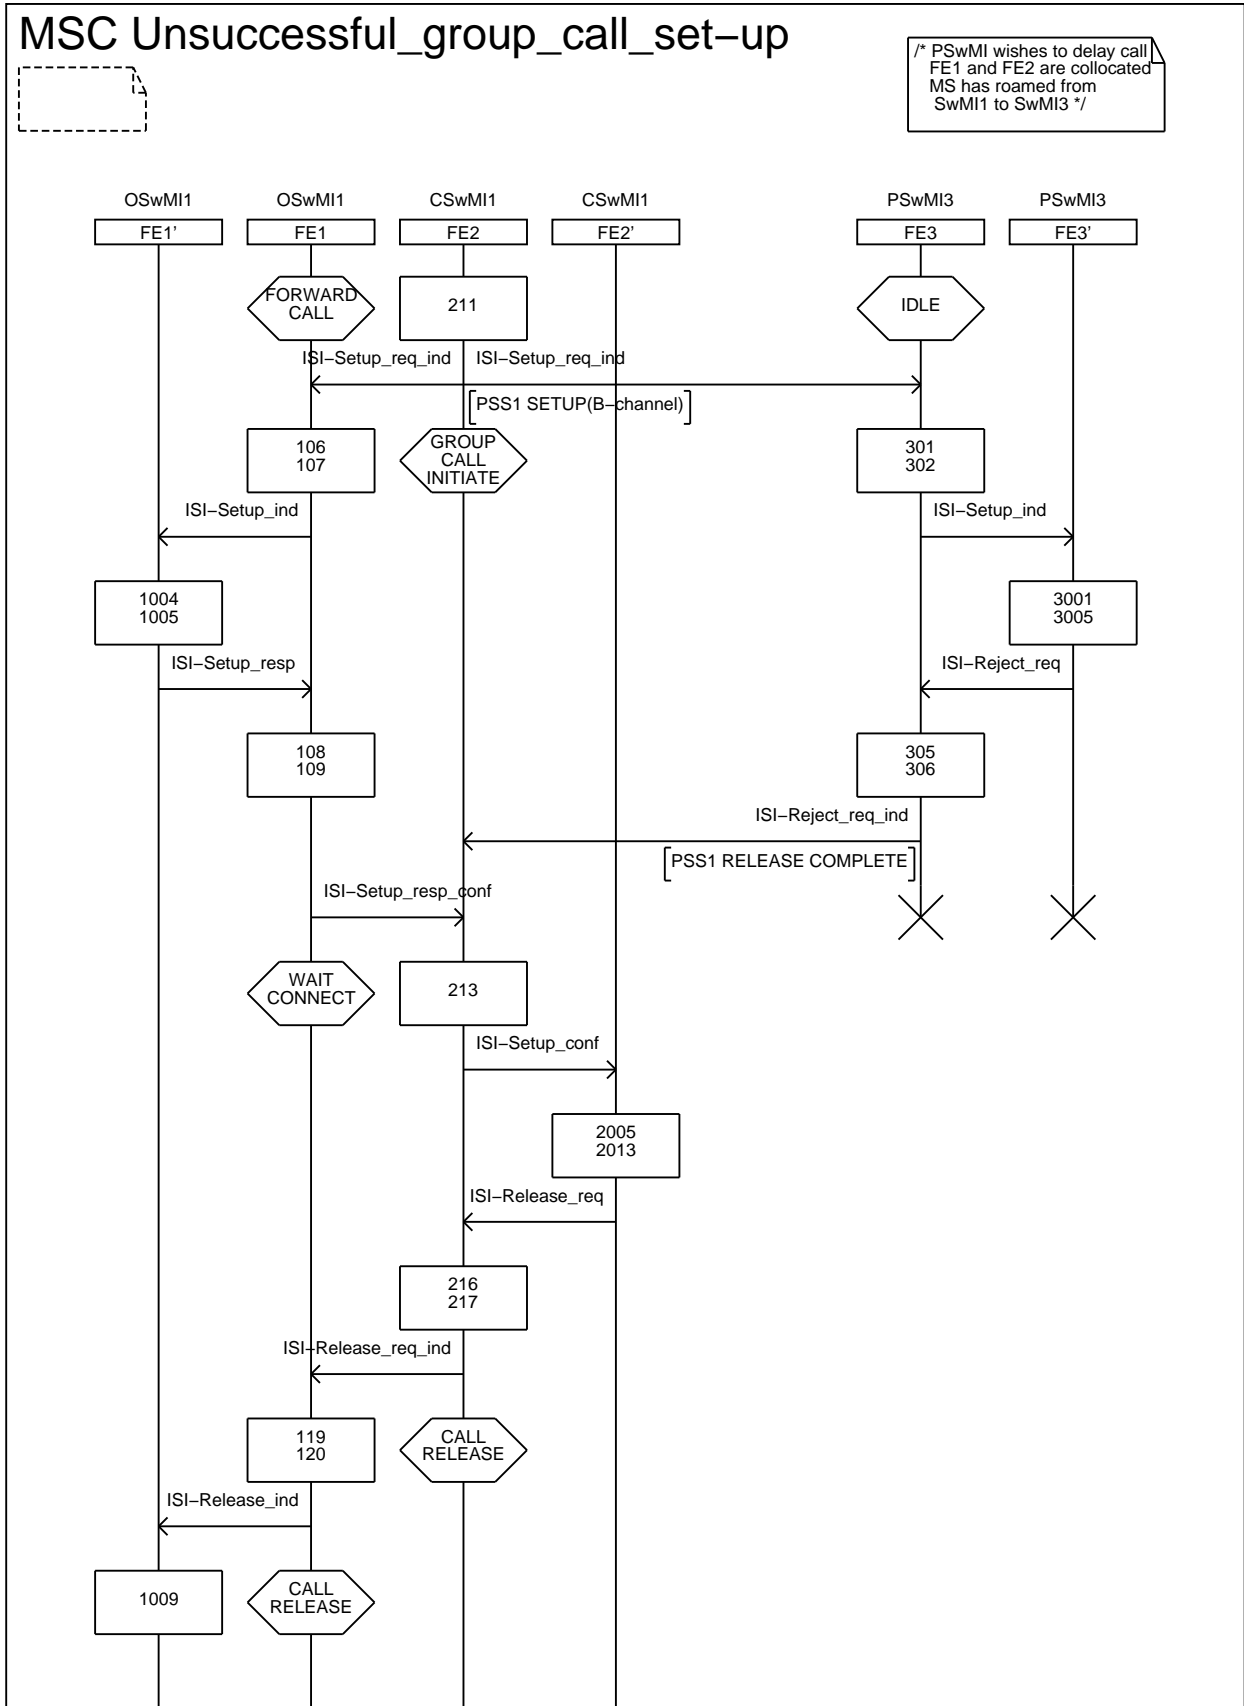 MSC Unsuccessful_group_call_set−up
/* PSwMI wishes to delay call
FE1 and FE2 are collocated
MS has roamed from
SwMI1 to SwMI3 */
OSwMI1 OSwMI1 CSwMI1 CSwMI1 PSwMI3 PSwMI3
FE1' FE1 FE2 FE2' FE3 FE3'
FORWARD
CALL
211
IDLE
ISI−Setup_req_ind ISI−Setup_req_ind
PSS1 SETUP(B−channel)
106
107
GROUP
CALL
INITIATE
301
302
ISI−Setup_ind ISI−Setup_ind
1004
1005
3001
3005
ISI−Setup_resp ISI−Reject_req
108
109
305
306
ISI−Reject_req_ind
PSS1 RELEASE COMPLETE
ISI−Setup_resp_conf
WAIT
CONNECT
213
ISI−Setup_conf
2005
2013
ISI−Release_req
216
217
ISI−Release_req_ind
119
120
CALL
RELEASE
ISI−Release_ind
1009
CALL
RELEASE